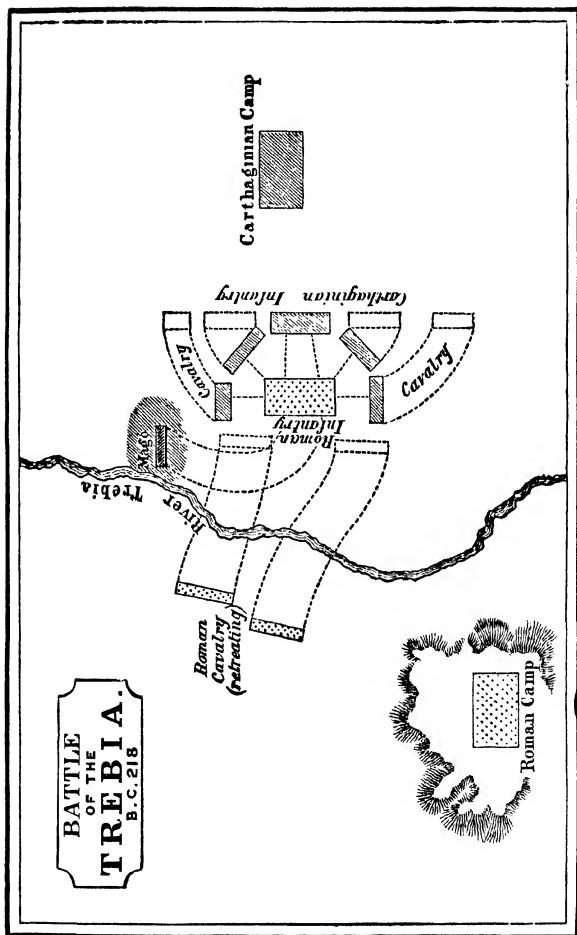 BATTLE
OF THE
TREBIA.
B.C. 218
Roman
Cavalry
(retreating)
Roman Camp
River Trebia
Mago
Roman
Infantry
Cavalry
Cavalry
Carthaginian Infantry
Carthaginian Camp